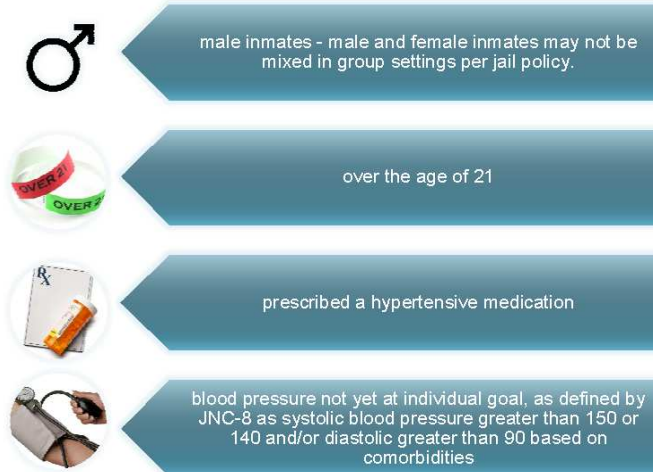 male inmates - male and female inmates may not be
mixed in group settings per jail policy.
OVER 21
OVER 2
over the age of 21
Rx
prescribed a hypertensive medication
blood pressure not yet at individual goal, as defined by
JNC-8 as systolic blood pressure greater than 150 or
140 and/or diastolic greater than 90 based on
comorbidities